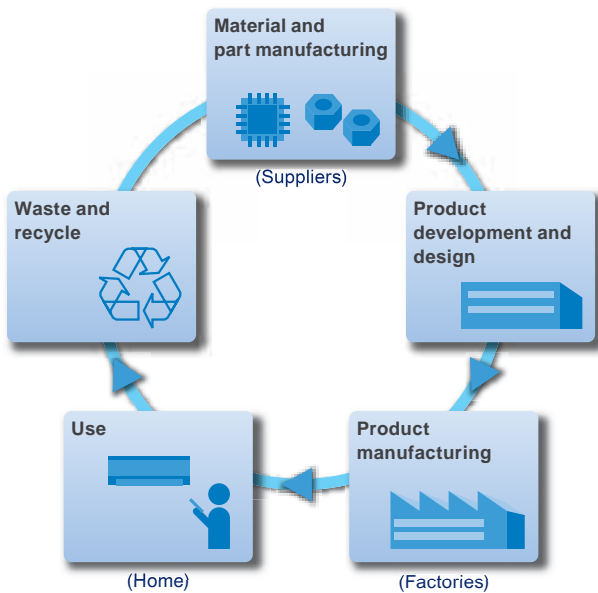 Material and
part manufacturing
(Suppliers)
Waste and
recycle
Product
development and
design
Use
Product
manufacturing
(Home)
(Factories)